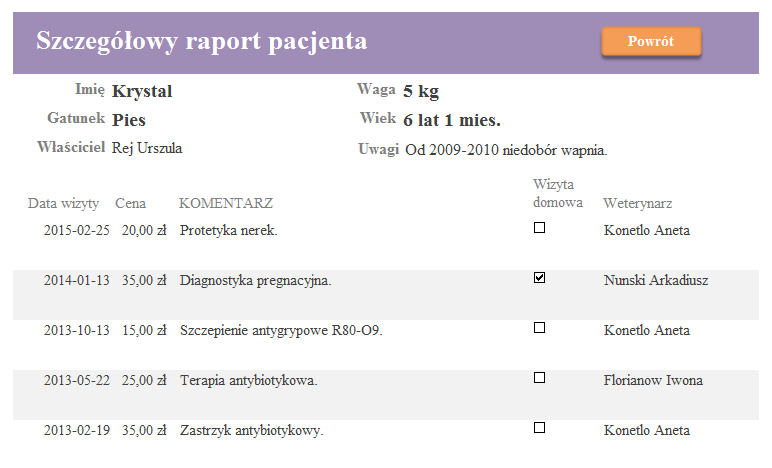 Szczegółowy raport pacjenta Powrót
Imię Krystal Waga 5 kg
Gatunek Pies Wiek 6 lat 1 mies.
Właściciel Rej Urszula Uwagi Od 2009-2010 niedobór wapnia.
Data wizyty Cena KOMENTARZ Wizyta domowa Weterynarz
2015-02-25 20,00 zł Protetyka nerek. Konetlo Aneta
2014-01-13 35,00 zł Diagnostyka pregnacyjna. Nunski Arkadiusz
2013-10-13 15,00 zł Szczepienie antygrypowe R80-O9. Konetlo Aneta
2013-05-22 25,00 zł Terapia antybiotykowa. Florianow Iwona
2013-02-19 35,00 zł Zastrzyk antybiotykowy. Konetlo Aneta